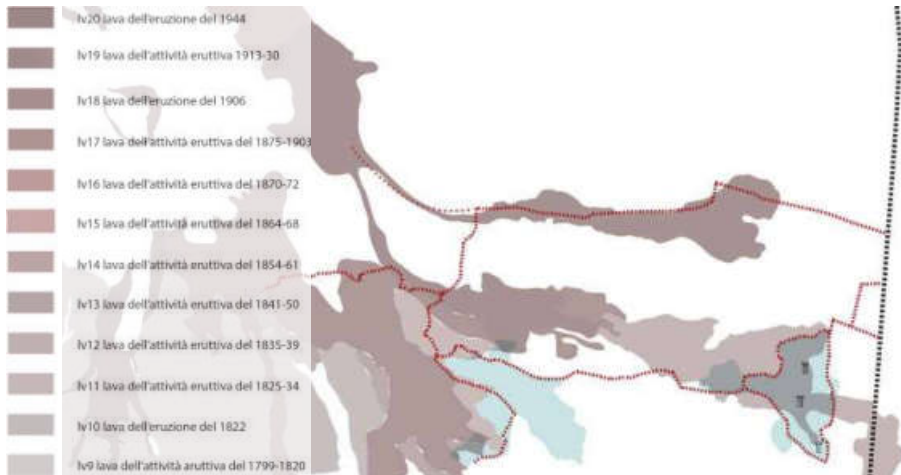 lv20 lava dell'eruzione del 1944
lv19 lava dell'attività eruttiva 1913-30
lv18 lava dell'eruzione del 1906
lv17 lava dell'attività eruttiva del 1875-1903
lv16 lava dell'attività eruttiva del 1870-72
lv15 lava dell'attività eruttiva del 1864-68
lv14 lava dell'attività eruttiva del 1854-61
lv13 lava dell'attività eruttiva del 1841-50
lv12 lava dell'attività eruttiva del 1835-39
lv11 lava dell'attività eruttiva del 1825-34
lv10 lava dell'eruzione del 1822
lv9 lava dell'attività aruttiva del 1799-1820